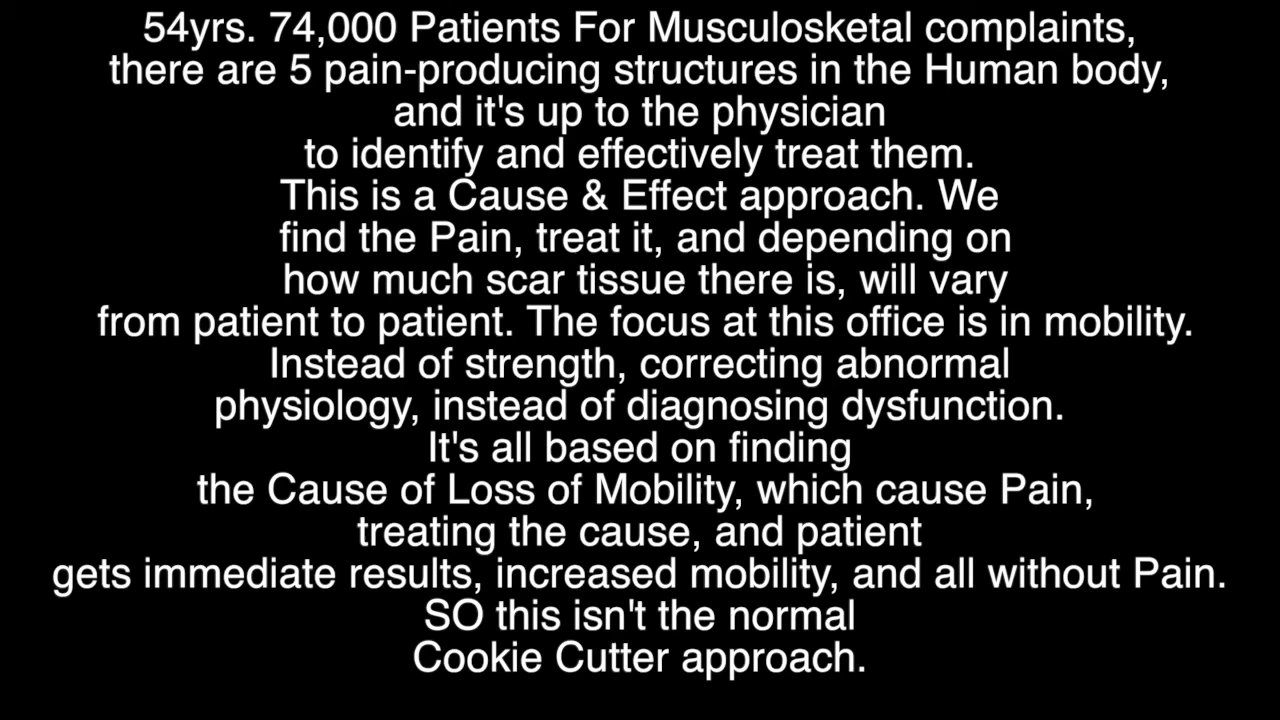 54yrs. 74,000 Patients For Musculosketal complaints,
there are 5 pain-producing structures in the Human body,
and it's up to the physician
to identify and effectively treat them.
This is a Cause & Effect approach. We
find the Pain, treat it, and depending on
how much scar tissue there is, will vary
from patient to patient. The focus at this office is in mobility.
Instead of strength, correcting abnormal
physiology, instead of diagnosing dysfunction.
It's all based on finding
the Cause of Loss of Mobility, which cause Pain,
treating the cause, and patient
gets immediate results, increased mobility, and all without Pain.
SO this isn't the normal
Cookie Cutter approach.